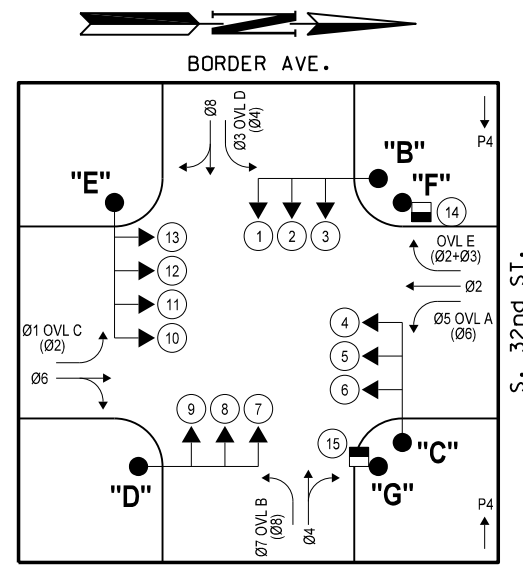 N
BORDER AVE.
Ø8
Ø3 OVL D
(Ø4)
P4
"B"
"F"
"E"
14
13
12
11
10
1
2
3
OVL E
(Ø2+Ø3)
Ø2
Ø5 OVL A
(Ø6)
S. 32nd ST.
Ø1 OVL C
(Ø2)
Ø6
4
5
6
9
8
7
15
"C"
"G"
"D"
Ø7 OVL B
(Ø8)
Ø4
P4